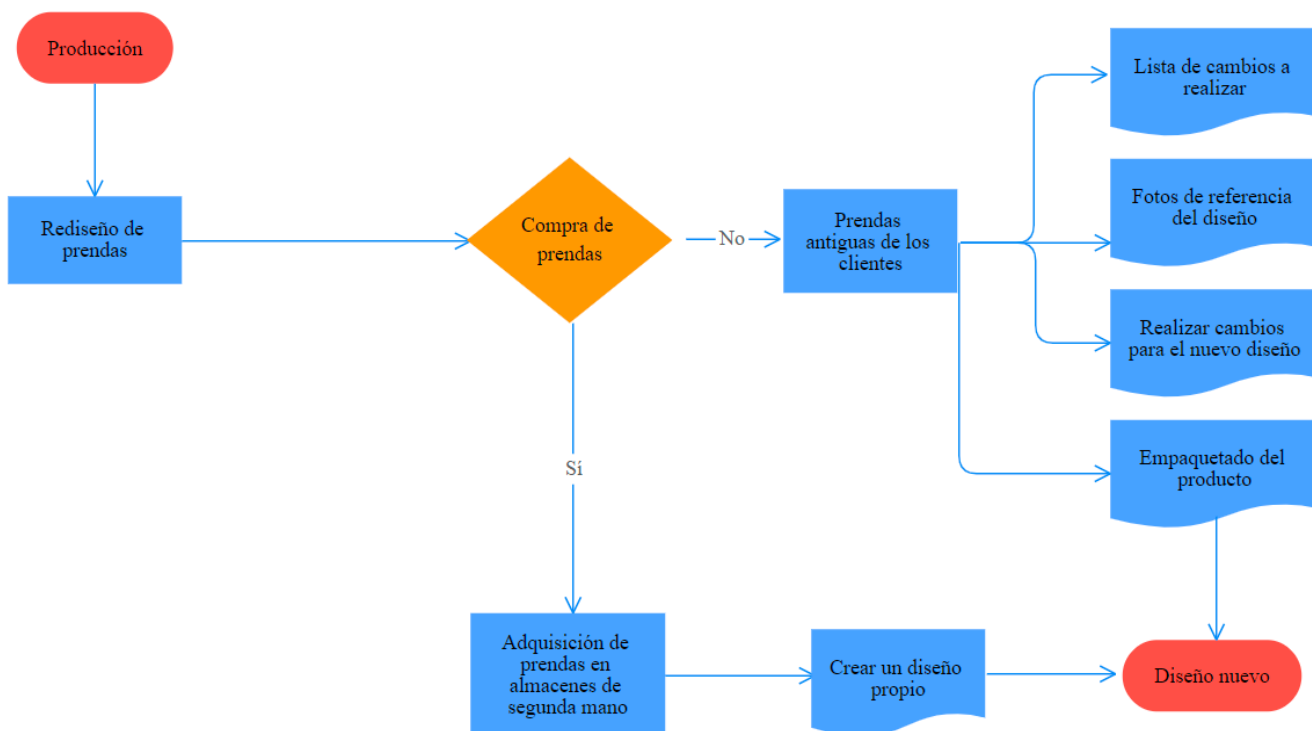 Producción
Rediseño de
prendas
Compra de
prendas
No
Prendas
antiguas de los
clientes
Lista de cambios a
realizar
Fotos de referencia
del diseño
Realizar cambios
para el nuevo diseño
Empaquetado del
producto
Sí
Adquisición de
prendas en
almacenes de
segunda mano
Crear un diseño
propio
Diseño nuevo